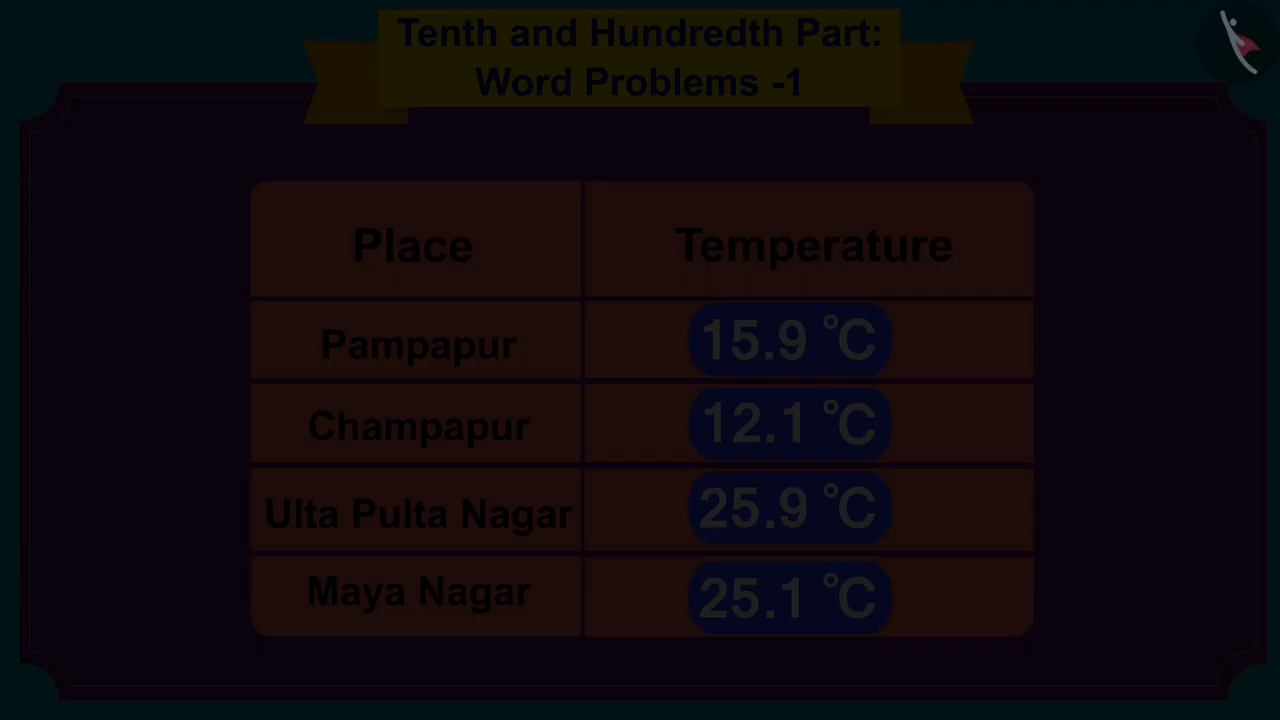 Tenth and Hundredth Part:
Word Problems -1
Place Temperature
Pampapur 15.9 °C
Champapur 12.1 °C
Ulta Pulta Nagar 25.9 °C
Maya Nagar 25.1 °C